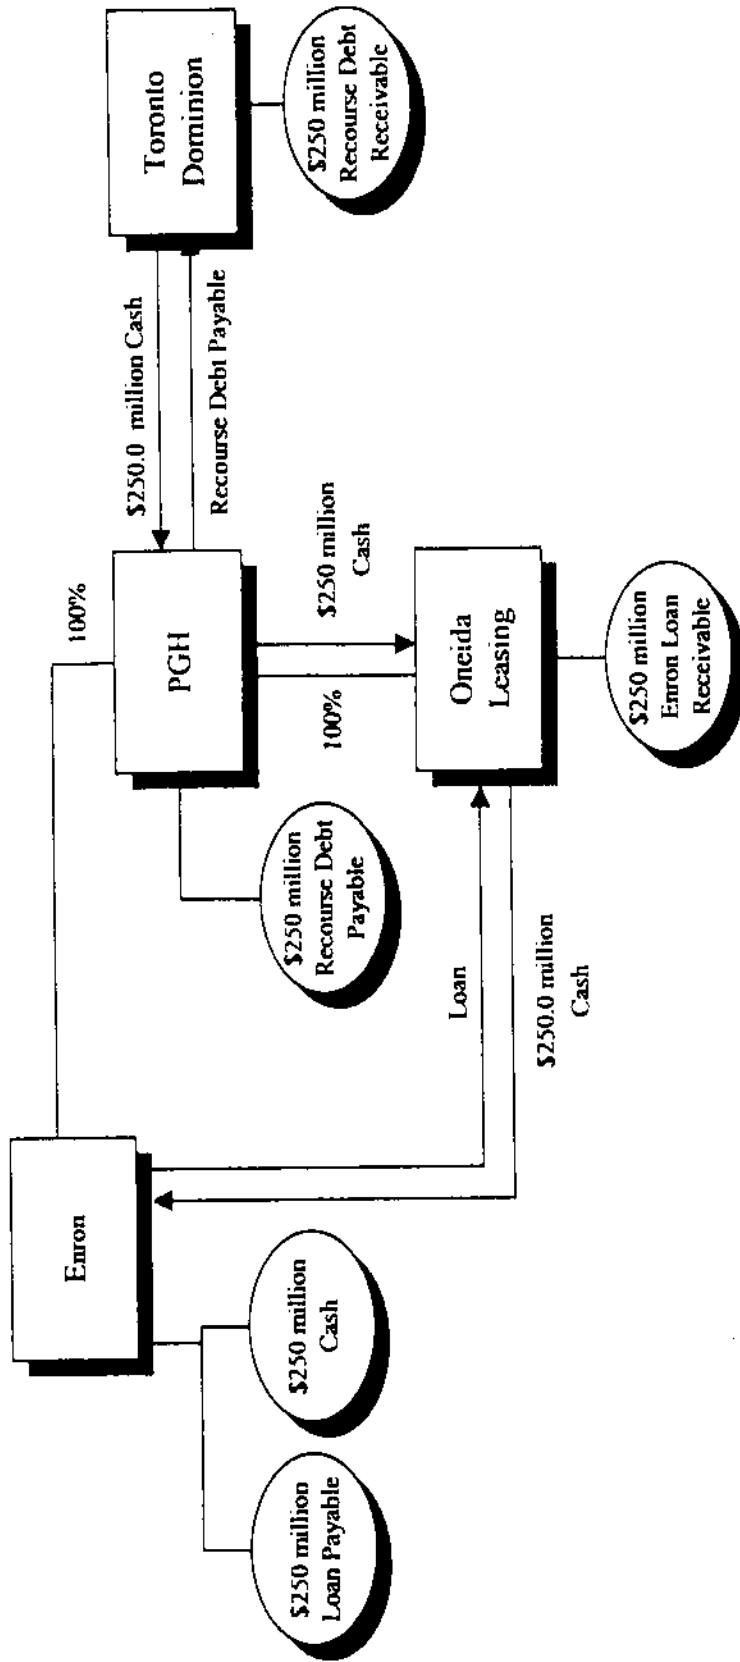 Enron
$250 million
Loan Payable
$250 million
Cash
100%
PGH
$250 million
Recourse Debt
Payable
$250.0 million Cash
Recourse Debt Payable
Toronto
Dominion
$250 million
Recourse Debt
Receivable
100%
$250 million
Cash
Loan
$250.0 million
Cash
Oneida
Leasing
$250 million
Enron Loan
Receivable